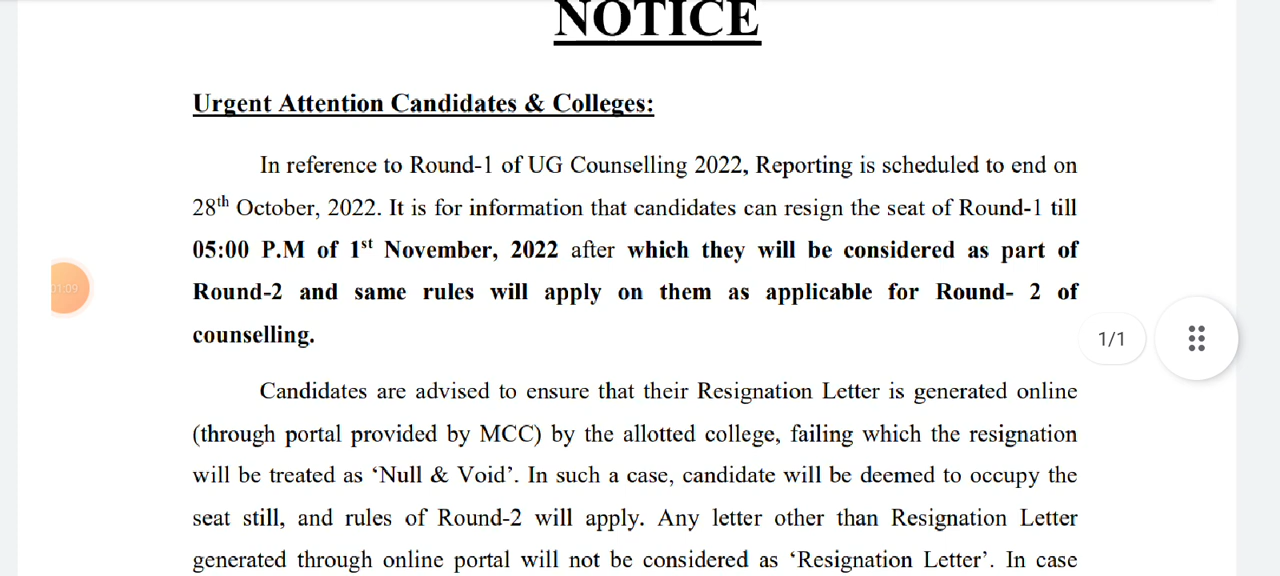 NOTICE
Urgent Attention Candidates & Colleges:
In reference to Round-1 of UG Counselling 2022, Reporting is scheduled to end on
28th October, 2022. It is for information that candidates can resign the seat of Round-1 till
05:00 P.M of 1st November, 2022 after which they will be considered as part of
Round-2 and same rules will apply on them as applicable for Round- 2 of
counselling.
Candidates are advised to ensure that their Resignation Letter is generated online
(through portal provided by MCC) by the allotted college, failing which the resignation
will be treated as ‘Null & Void’. In such a case, candidate will be deemed to occupy the
seat still, and rules of Round-2 will apply. Any letter other than Resignation Letter
generated through online portal will not be considered as ‘Resignation Letter’. In case
01:09
1/1